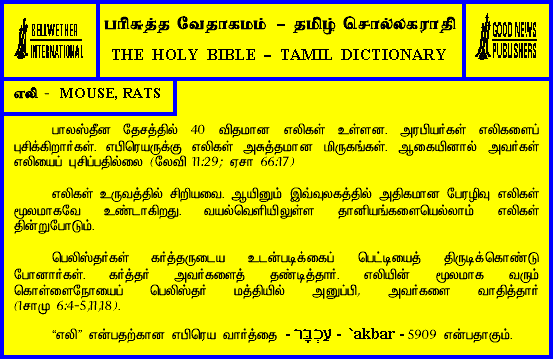 BELLWETHER
INTERNATIONAL
பரிசுத்த வேதாகமம் – தமிழ் சொல்லகராதி
THE HOLY BIBLE – TAMIL DICTIONARY
GOOD NEWS
PUBLISHERS
எலி - MOUSE, RATS
பாலஸ்தீன தேசத்தில் 40 விதமான எலிகள் உள்ளன. அரபியர்கள் எலிகளைப்
புசிக்கிறார்கள். எபிரெயருக்கு எலிகள் அசுத்தமான மிருகங்கள். ஆகையினால் அவர்கள்
எலியைப் புசிப்பதில்லை (லேவி 11:29; ஏசா 66:17)
எலிகள் உருவத்தில் சிறியவை. ஆயினும் இவ்வுலகத்தில் அதிகமான பேரழிவு எலிகள்
மூலமாகவே உண்டாகிறது. வயல்வெளியிலுள்ள தானியங்களையெல்லாம் எலிகள்
தின்றுபோடும்.
பெலிஸ்தர்கள் கர்த்தருடைய உடன்படிக்கைப் பெட்டியைத் திருடிக்கொண்டு
போனார்கள். கர்த்தர் அவர்களைத் தண்டித்தார். எலியின் மூலமாக வரும்
கொள்ளைநோயைப் பெலிஸ்தர் மத்தியில் அனுப்பி, அவர்களை வாதித்தார்
(1சாமு 6:4-5,11,18).
“எலி” என்பதற்கான எபிரெய வார்த்தை - עַכְבָּר - `akbar - 5909 என்பதாகும்.